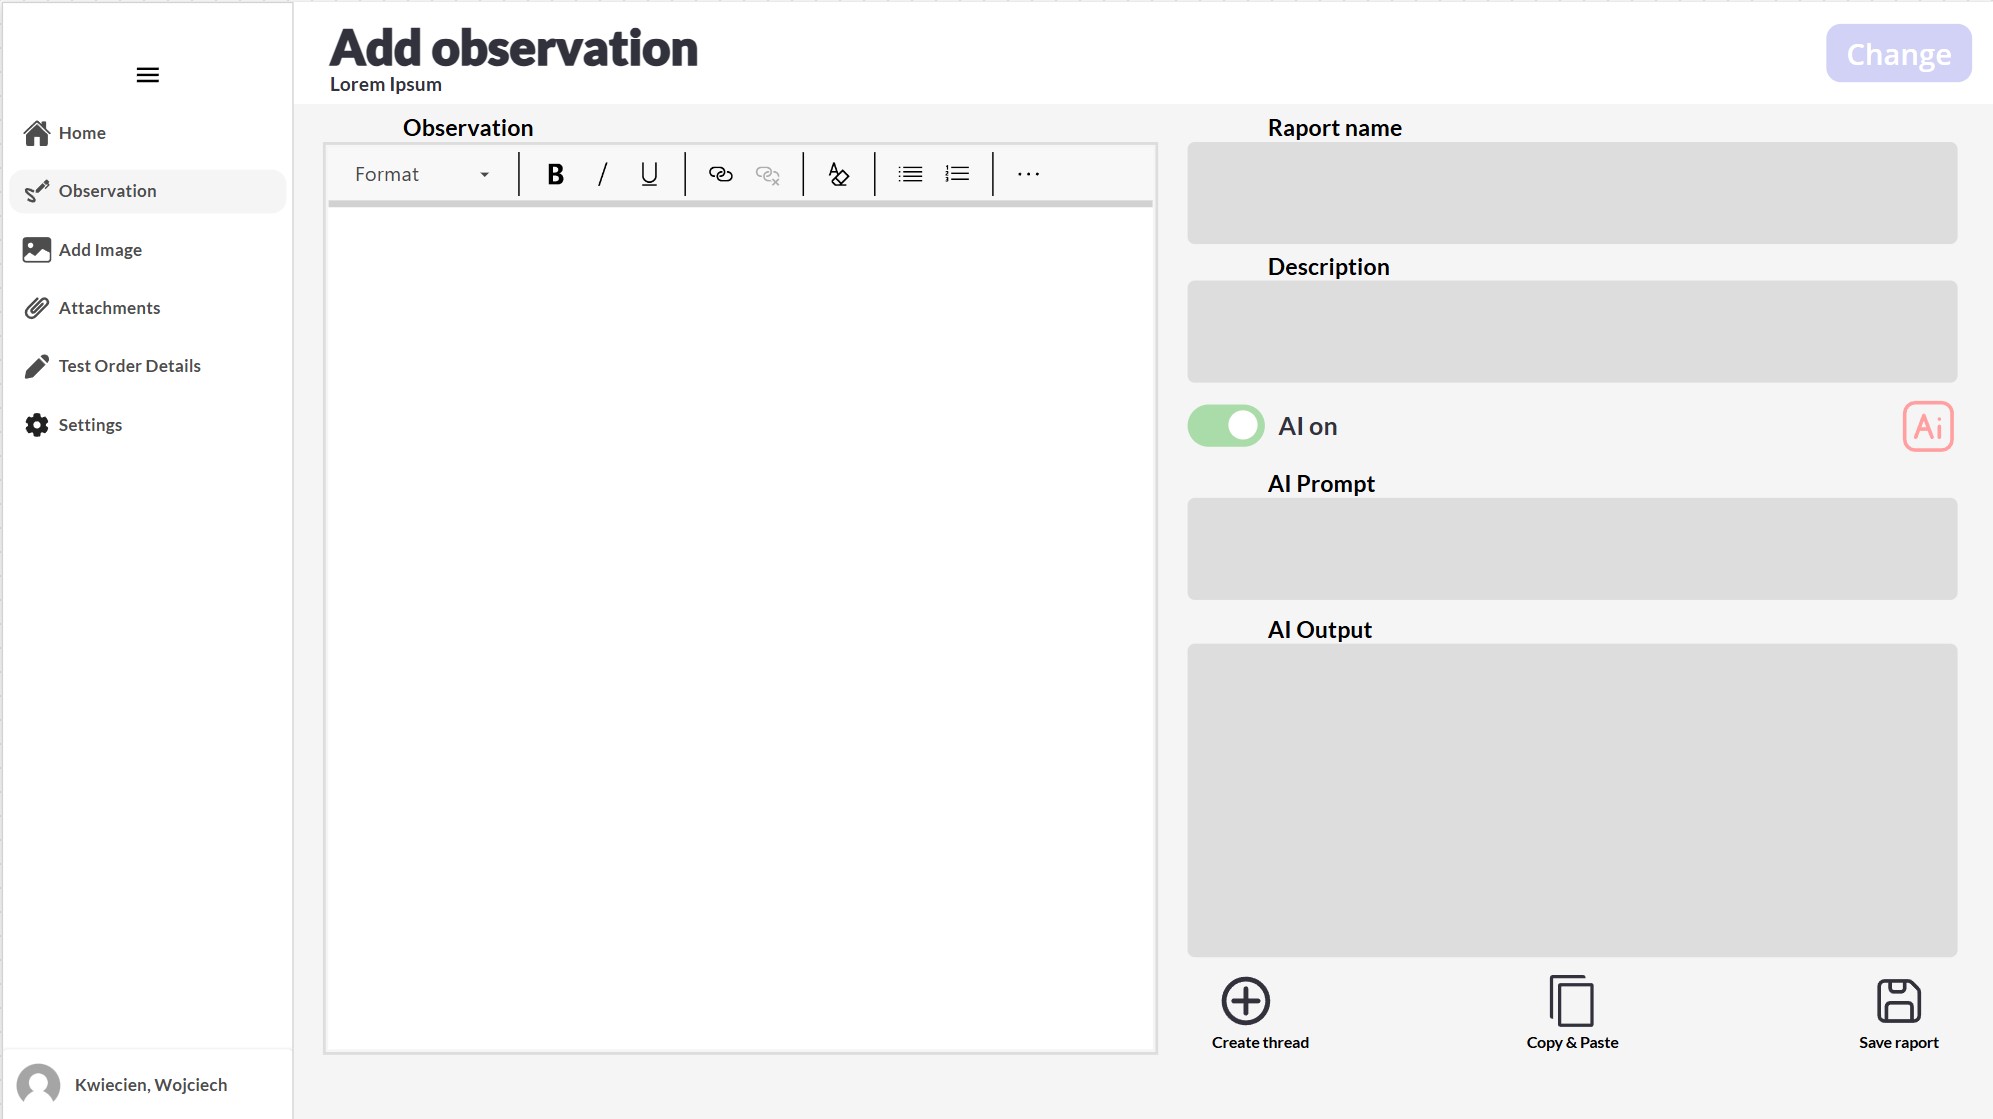 Add observation
Lorem Ipsum
Change
Home
Observation
Add Image
Attachments
Test Order Details
Settings
Kwiecien, Wojciech
Observation
Format
B / U
Raport name
Description
AI on
Ai
AI Prompt
AI Output
Create thread
Copy & Paste
Save raport